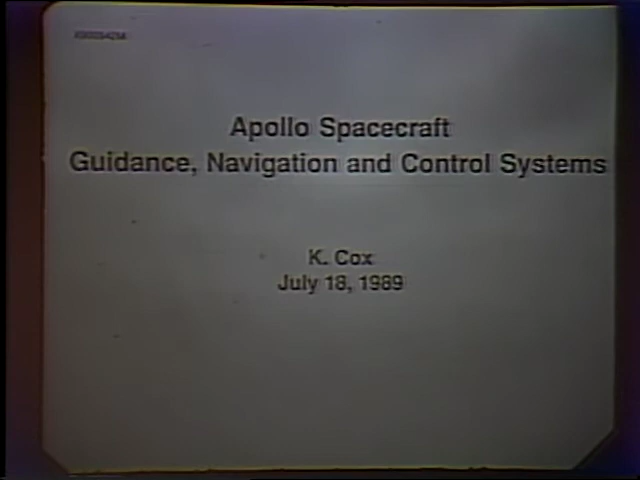 Apollo Spacecraft
Guidance, Navigation and Control Systems
K. Cox
July 18, 1989